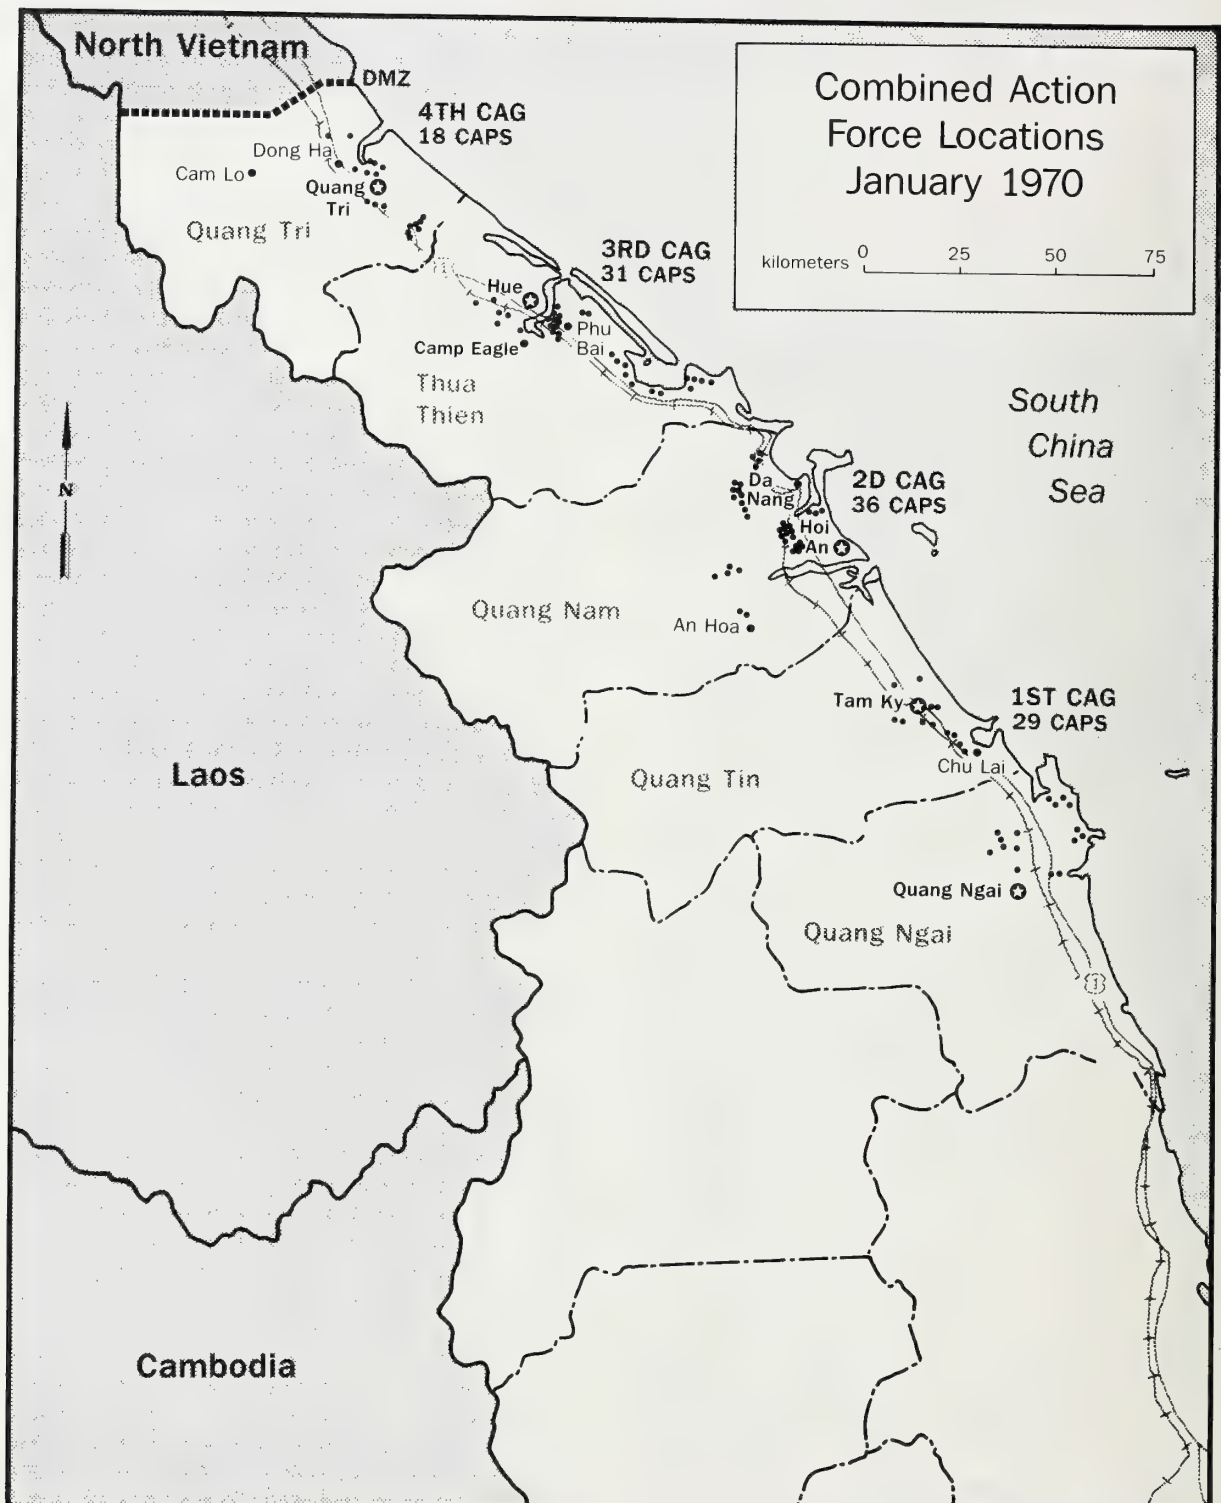 North Vietnam
DMZ
4TH CAG
18 CAPS
Dong Ha
Cam Lo
Quang
Tri
Quang Tri
Combined Action
Force Locations
January 1970
kilometers 0 25 50 75
3RD CAG
31 CAPS
1
Hue
Phu
Bai
Camp Eagle
Thua
Thien
South
China
Sea
N
2D CAG
36 CAPS
Da
Nang
Hoi
An
Quang Nam
An Hoa
Tam Ky
1ST CAG
29 CAPS
Chu Lai
Laos
Quang Tin
Quang Ngai
Quang Ngai
1
Cambodia